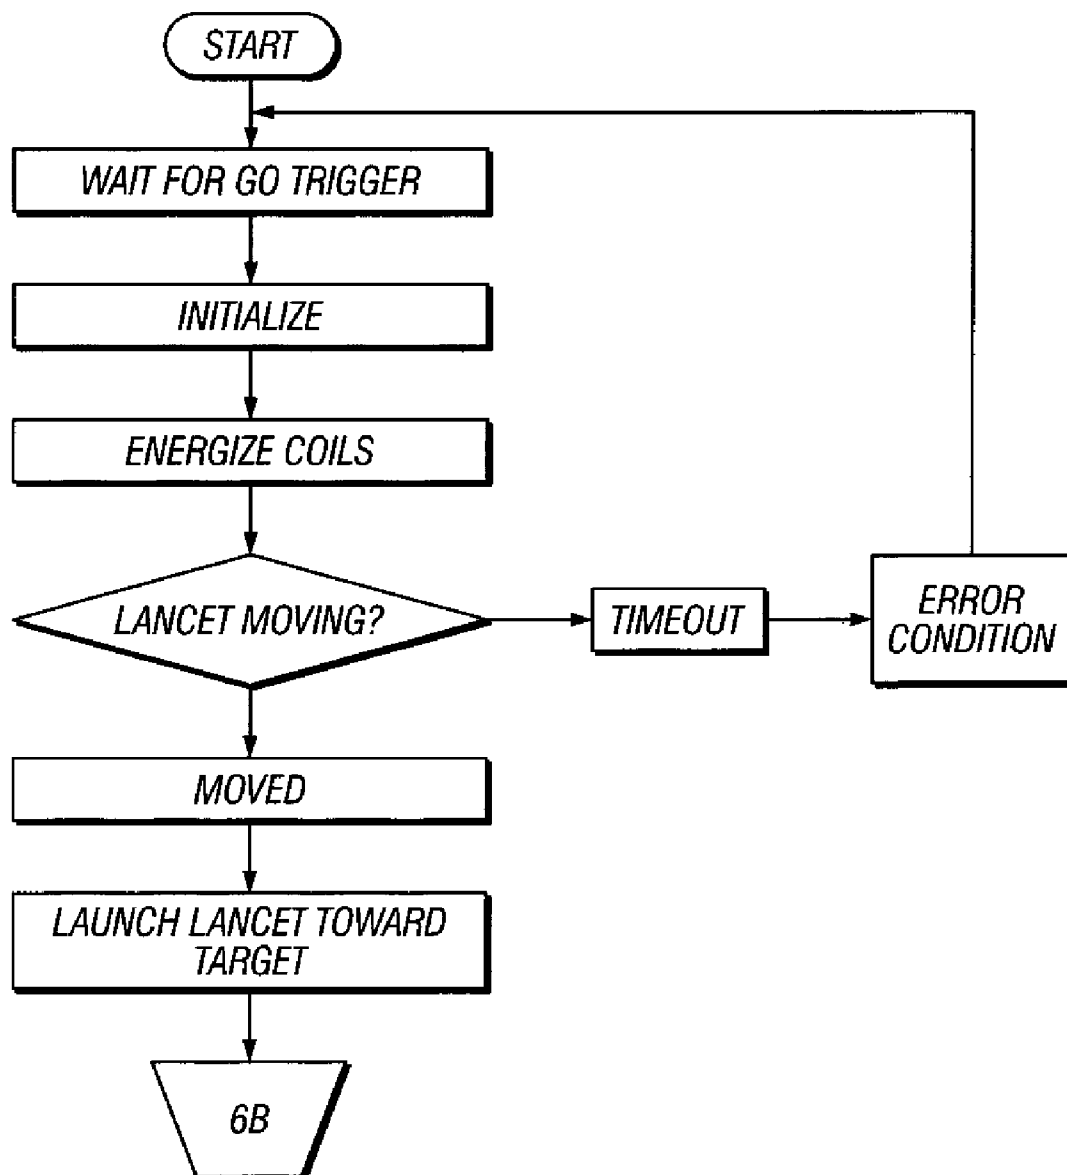 START
WAIT FOR GO TRIGGER
INITIALIZE
ENERGIZE COILS
LANCET MOVING?
TIMEOUT
ERROR
CONDITION
MOVED
LAUNCH LANCET TOWARD
TARGET
6B